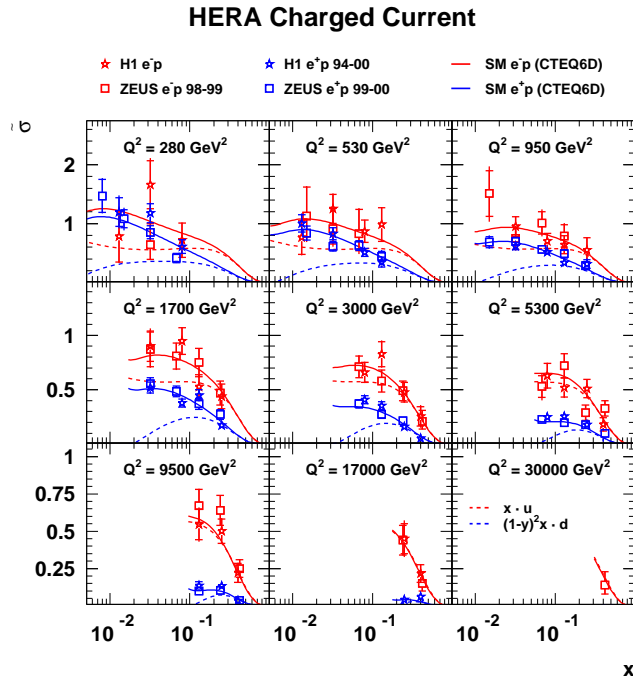 HERA Charged Current
H1 e⁻p
H1 e⁺p 94-00
SM e⁻p (CTEQ6D)
ZEUS e⁻p 98-99
ZEUS e⁺p 99-00
SM e⁺p (CTEQ6D)
σ̃
Q² = 280 GeV²
Q² = 530 GeV²
Q² = 950 GeV²
2
1
Q² = 1700 GeV²
Q² = 3000 GeV²
Q² = 5300 GeV²
1
0.5
Q² = 9500 GeV²
Q² = 17000 GeV²
Q² = 30000 GeV²
1
0.75
0.5
0.25
x · u
(1-y)²x · d
10⁻² 10⁻¹ 10⁻² 10⁻¹ 10⁻² 10⁻¹
x